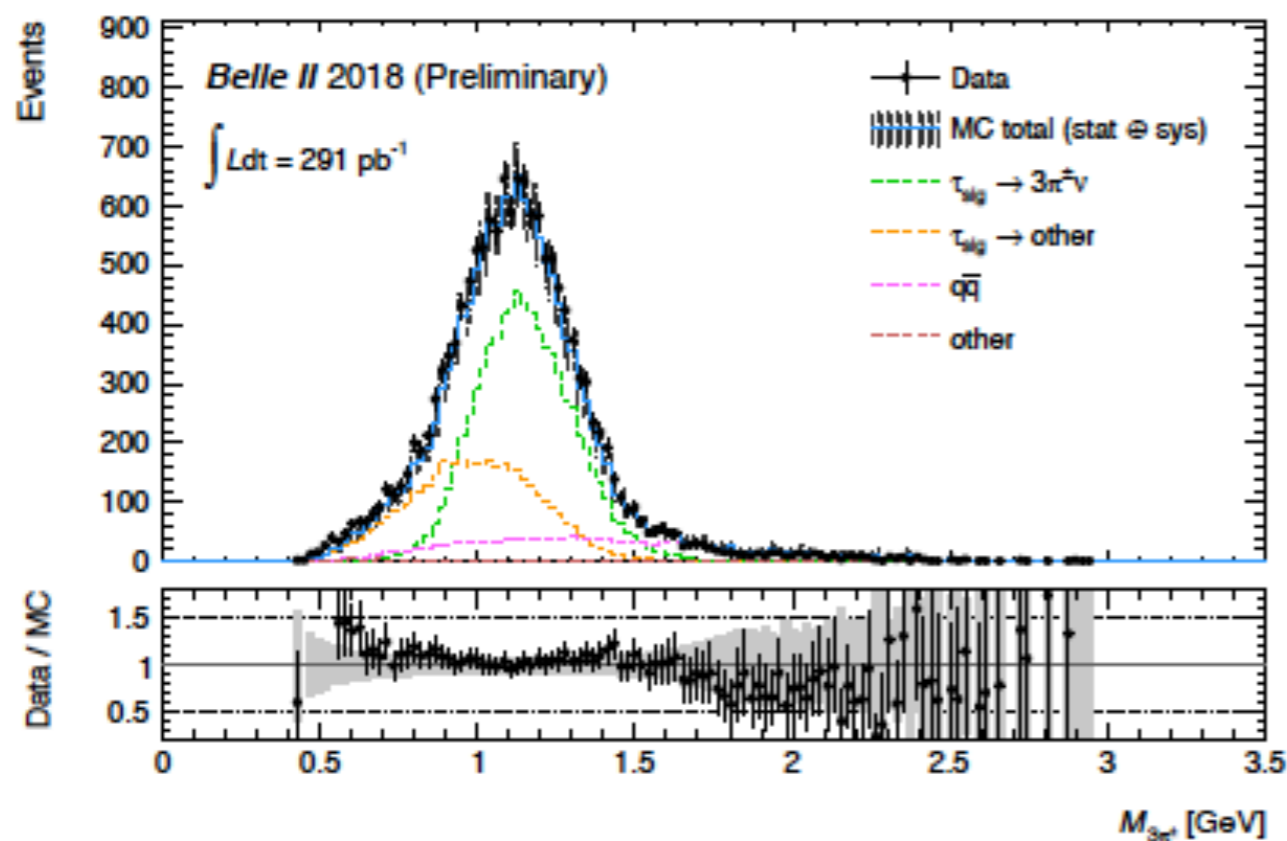 Events
900
800
700
600
500
400
300
200
100
0
Belle II 2018 (Preliminary)
∫ Ldt = 291 pb⁻¹
Data
MC total (stat ⊕ sys)
τsig → 3π±ν
τsig → other
qq̄
other
Data / MC
1.5
1
0.5
0 0.5 1 1.5 2 2.5 3 3.5
M3π± [GeV]